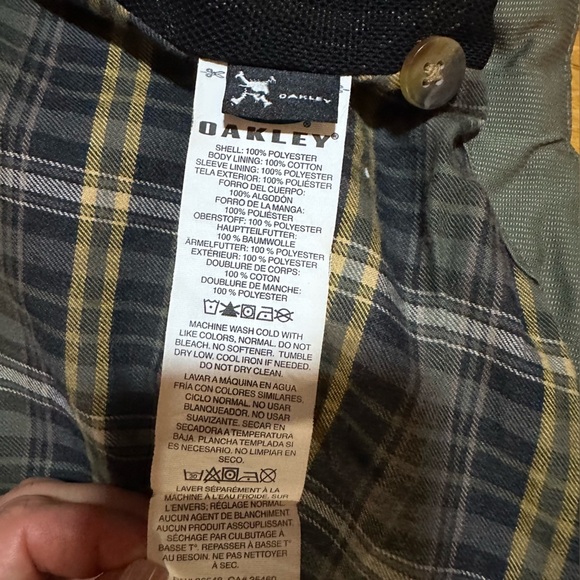 OAKLEY
OAKLEY®
SHELL: 100% POLYESTER
BODY LINING: 100% COTTON
SLEEVE LINING: 100% POLYESTER
TELA EXTERIOR: 100% POLIÉSTER
FORRO DEL CUERPO:
100% ALGODÓN
FORRO DE LA MANGA:
100% POLIÉSTER
OBERSTOFF: 100 % POLYESTER
HAUPTTEILFUTTER:
100 % BAUMWOLLE
ÄRMELFUTTER: 100 % POLYESTER
EXTÉRIEUR: 100 % POLYESTER
DOUBLURE DE CORPS:
100 % COTON
DOUBLURE DE MANCHE:
100 % POLYESTER
MACHINE WASH COLD WITH
LIKE COLORS, NORMAL. DO NOT
BLEACH. NO SOFTENER. TUMBLE
DRY LOW. COOL IRON IF NEEDED.
DO NOT DRY CLEAN.
LAVAR A MÁQUINA EN AGUA
FRÍA CON COLORES SIMILARES.
CICLO NORMAL. NO USAR
BLANQUEADOR. NO USAR
SUAVIZANTE. SECAR EN
SECADORA A TEMPERATURA
BAJA. PLANCHA TEMPLADA SI
ES NECESARIO. NO LIMPIAR EN
SECO.
LAVER SÉPARÉMENT À LA
MACHINE À L'EAU FROIDE, SUR
L'ENVERS; RÉGLAGE NORMAL.
AUCUN AGENT DE BLANCHIMENT.
AUCUN PRODUIT ASSOUPLISSANT.
SÉCHAGE PAR CULBUTAGE À
BASSE T°. REPASSER À BASSE T°
AU BESOIN. NE PAS NETTOYER
À SEC.